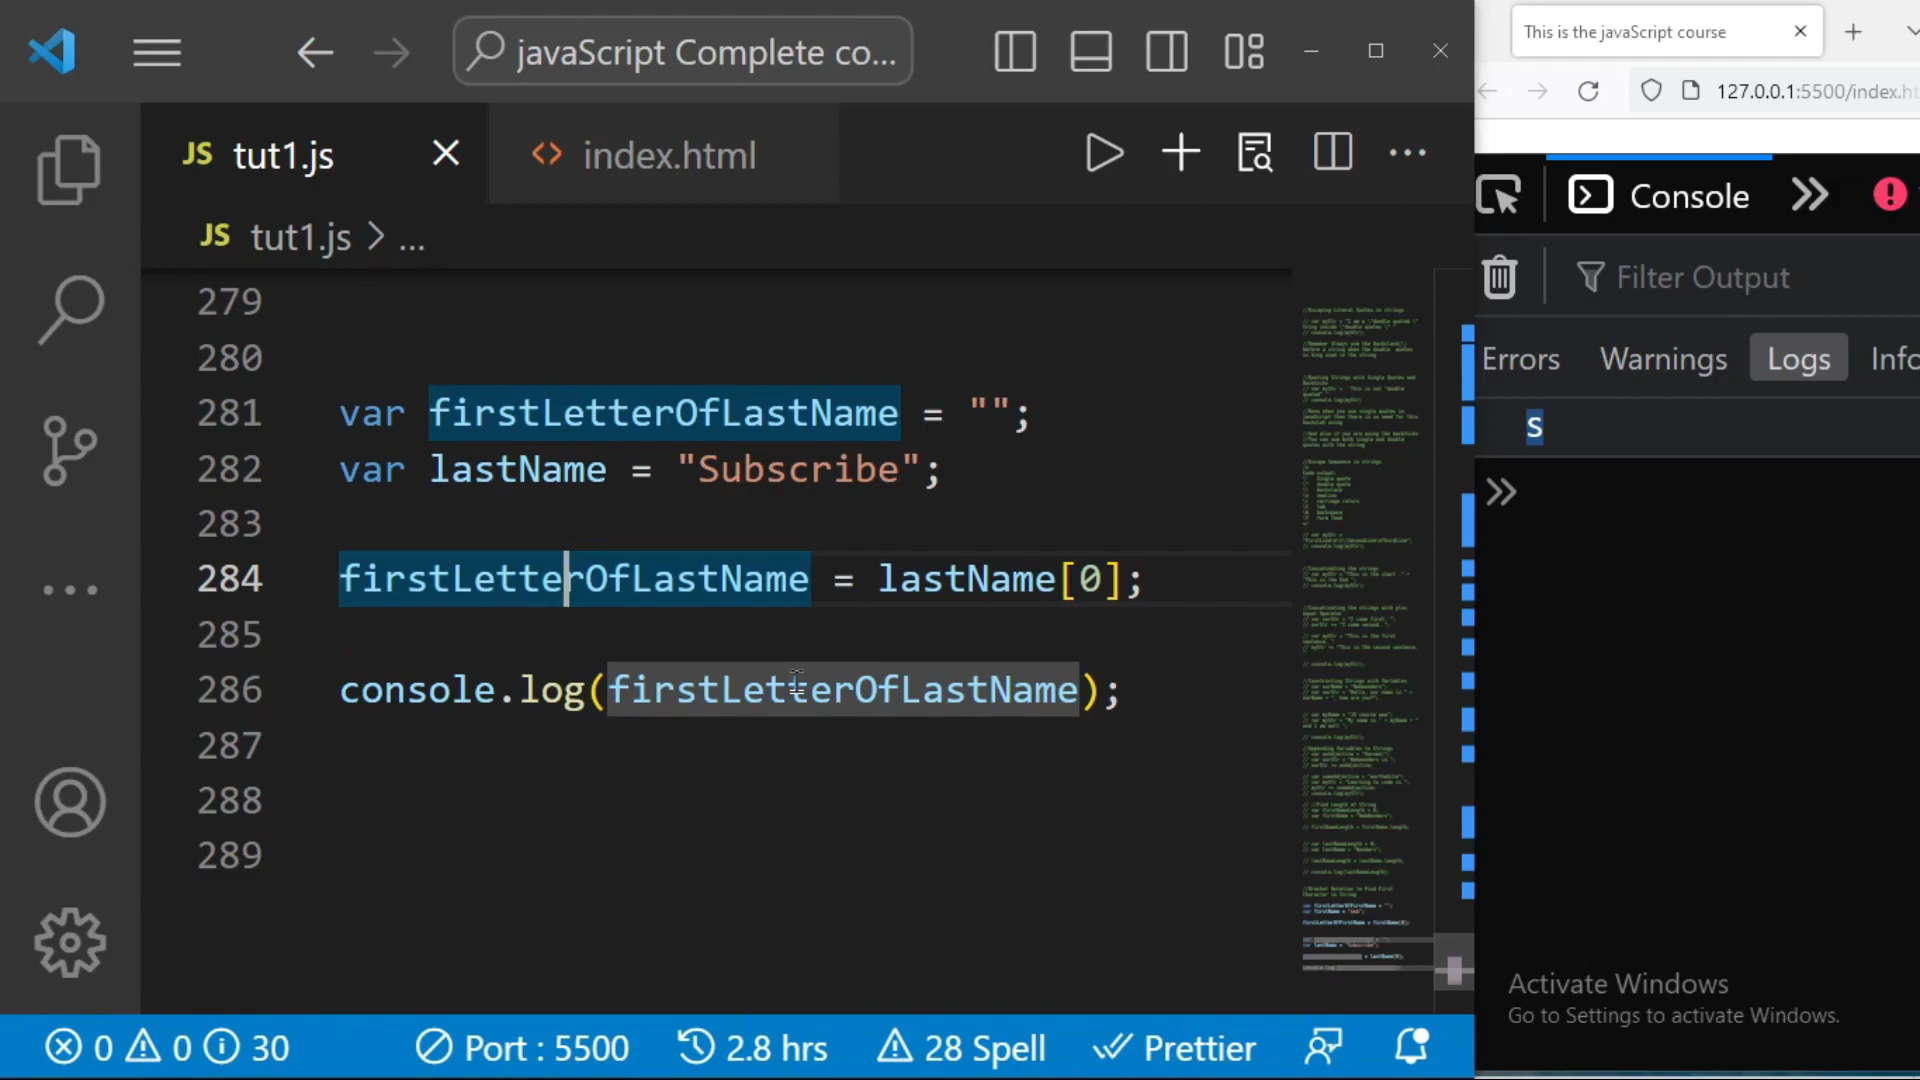 javaScript Complete co...
This is the javaScript course
127.0.0.1:5500/index.ht
JS tut1.js
index.html
JS tut1.js > ...
Console
Filter Output
Errors Warnings Logs Info
S
279
280
281 var firstLetterOfLastName = "";
282 var lastName = "Subscribe";
283
284 firstLetterOfLastName = lastName[0];
285
286 console.log(firstLetterOfLastName);
287
288
289
Activate Windows
Go to Settings to activate Windows.
0 0 30 Port : 5500 2.8 hrs 28 Spell Prettier